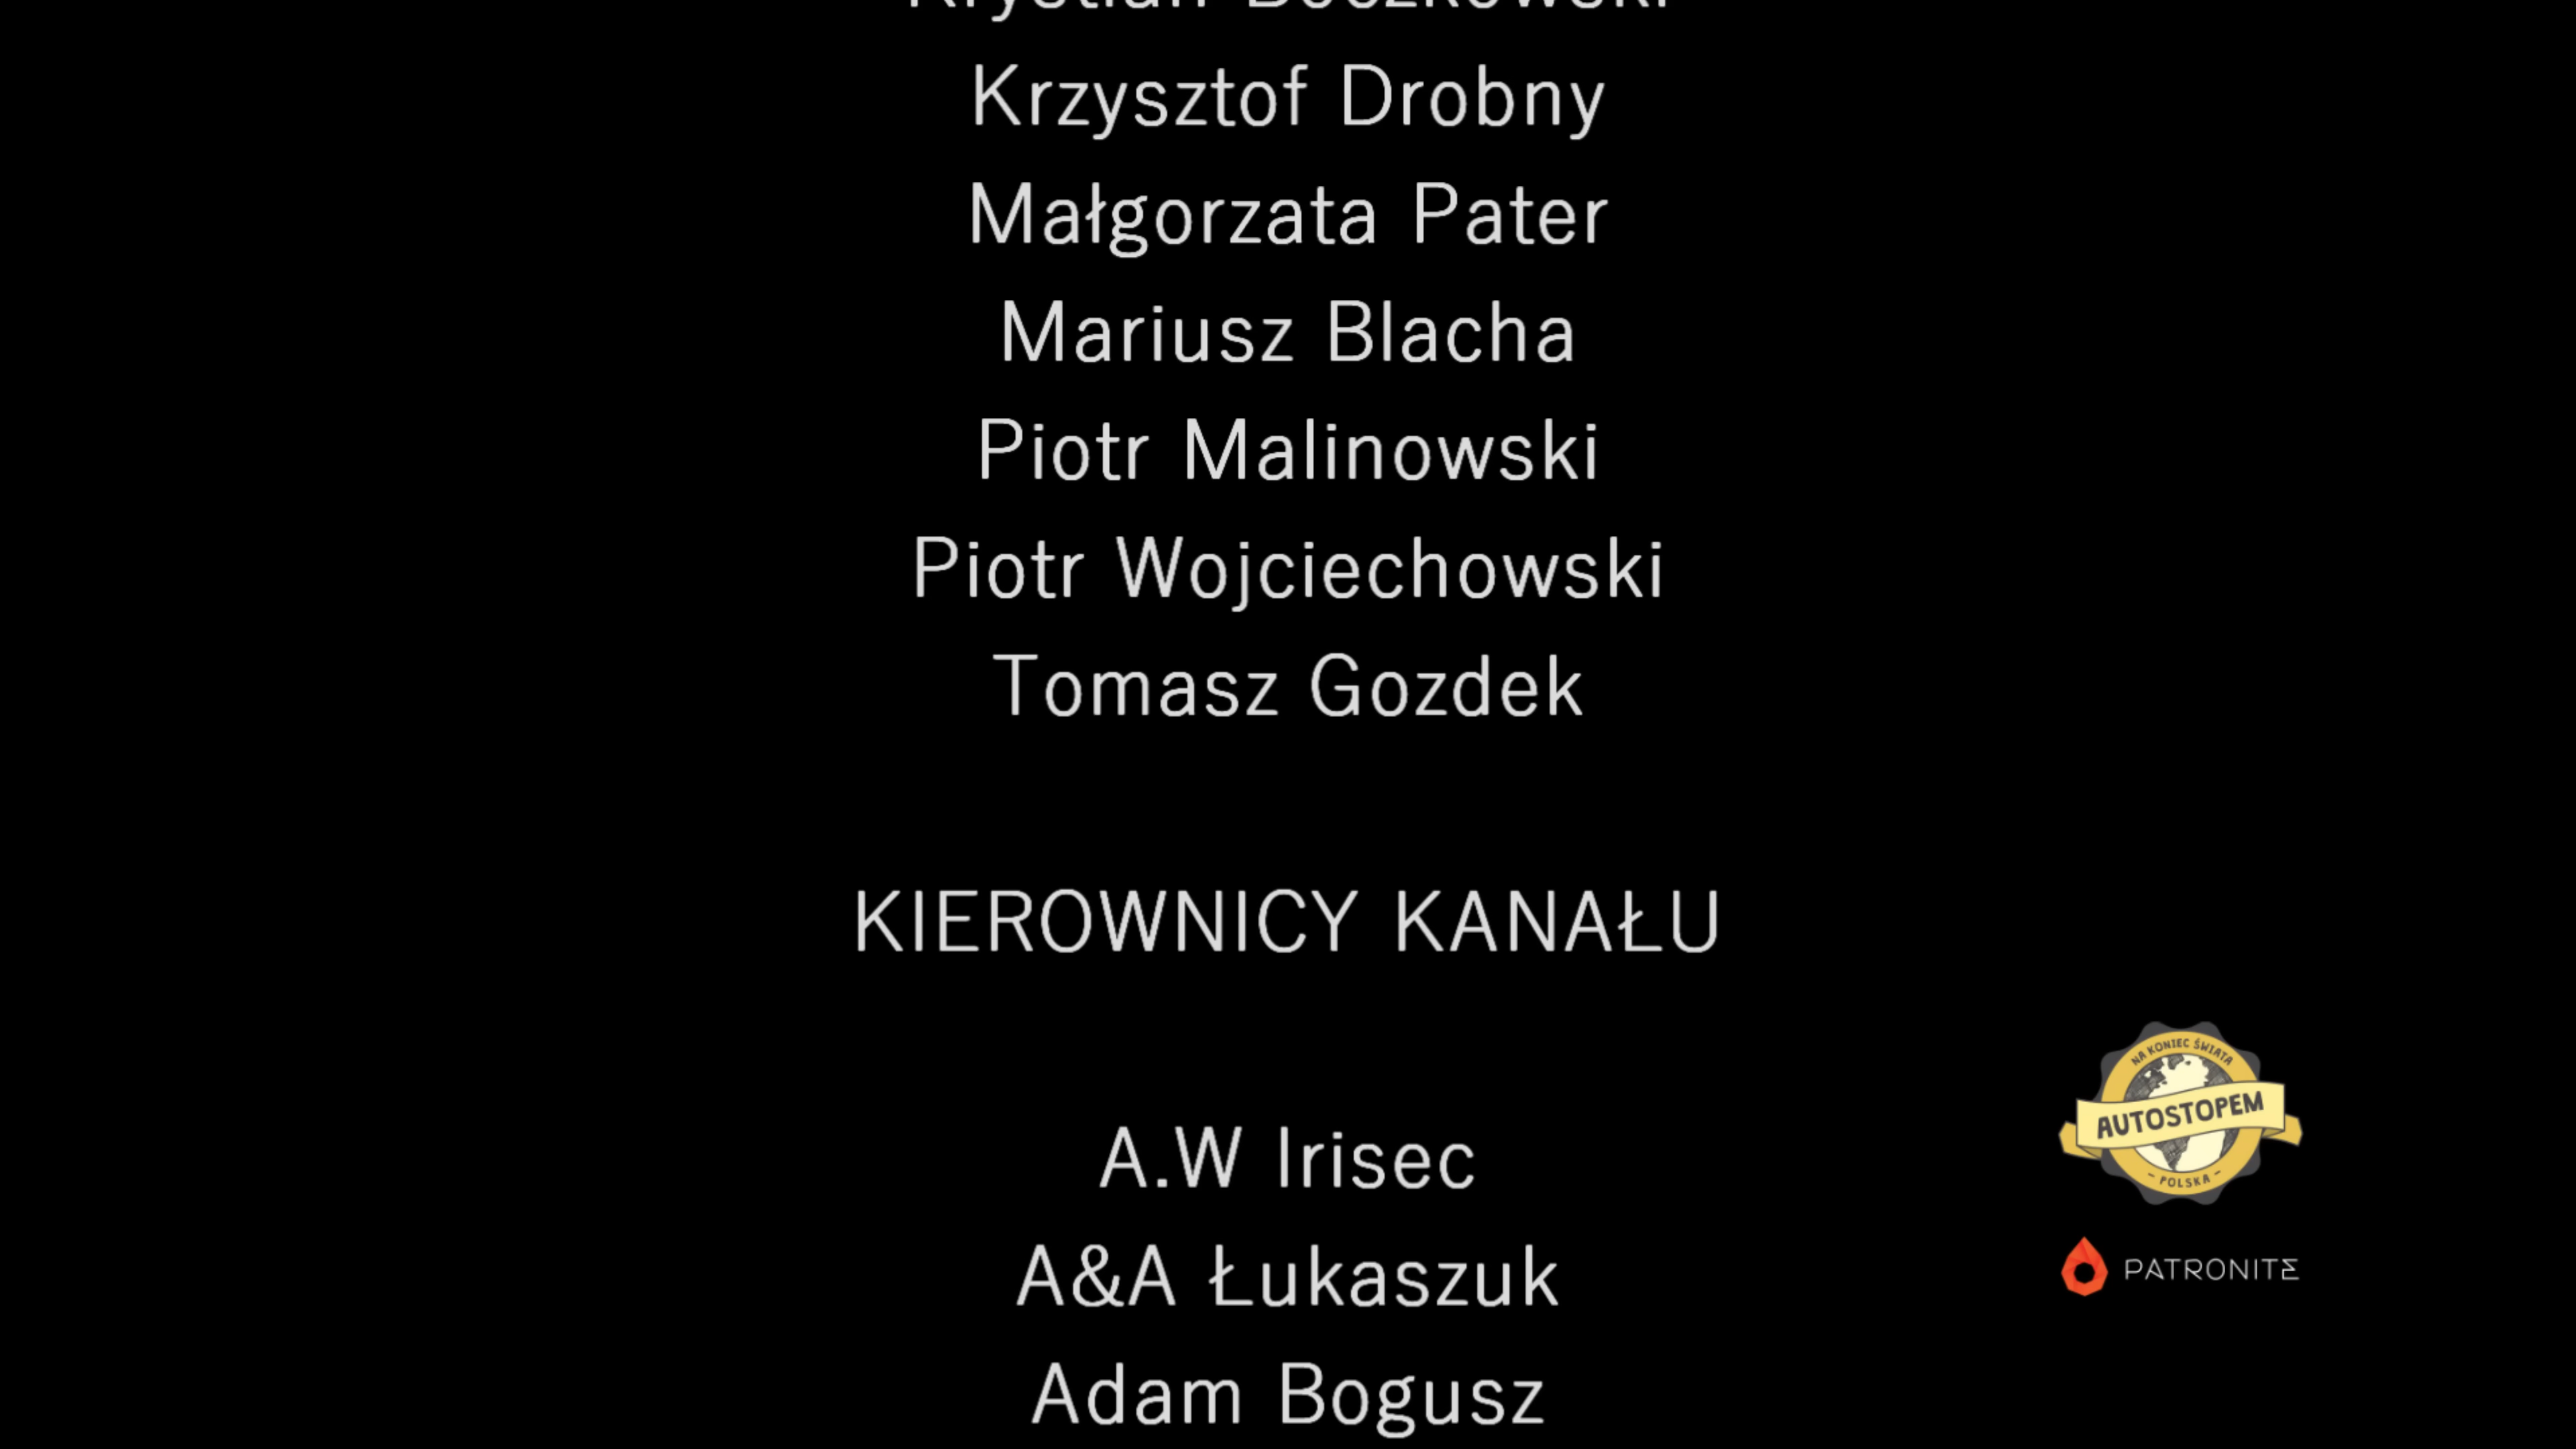 Krzysztof Drobny
Małgorzata Pater
Mariusz Blacha
Piotr Malinowski
Piotr Wojciechowski
Tomasz Gozdek
KIEROWNICY KANAŁU
A.W Irisec
A&A Łukaszuk
Adam Bogusz
NA KONIEC ŚWIATA
AUTOSTOPEM
- POLSKA -
PATRONITE